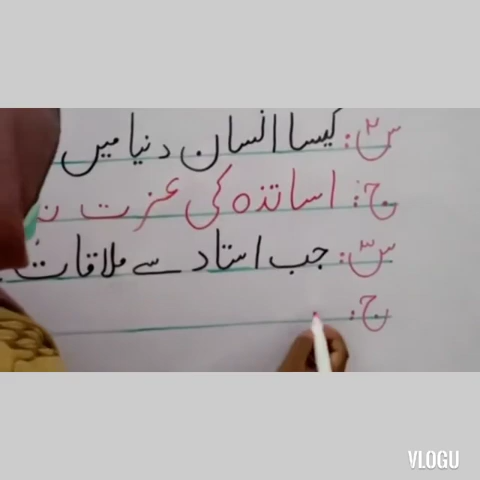 س۲: کیسا انسان دنیا میں
ج: اساتذہ کی عزت ن
س۳: جب استاد سے ملاقات
ج:
VLOGU